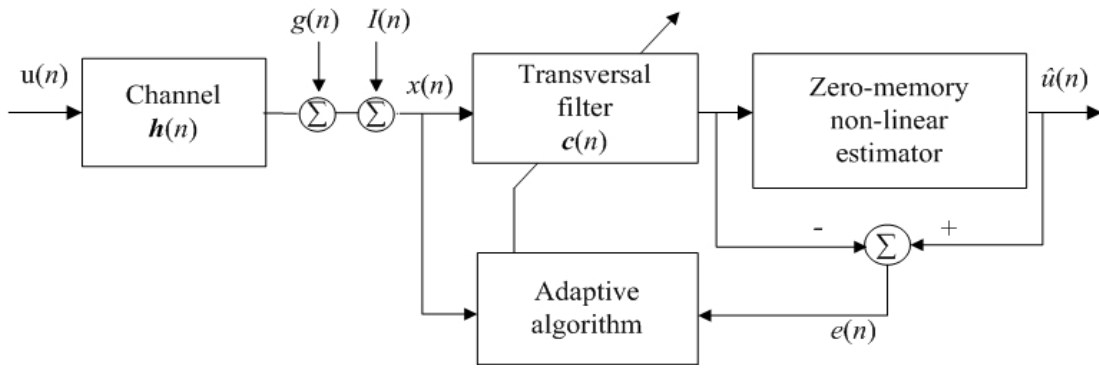 g(n) I(n)
u(n)
Channel
h(n)
Σ Σ
x(n)
Transversal
filter
c(n)
Zero-memory
non-linear
estimator
û(n)
- Σ +
Adaptive
algorithm
e(n)